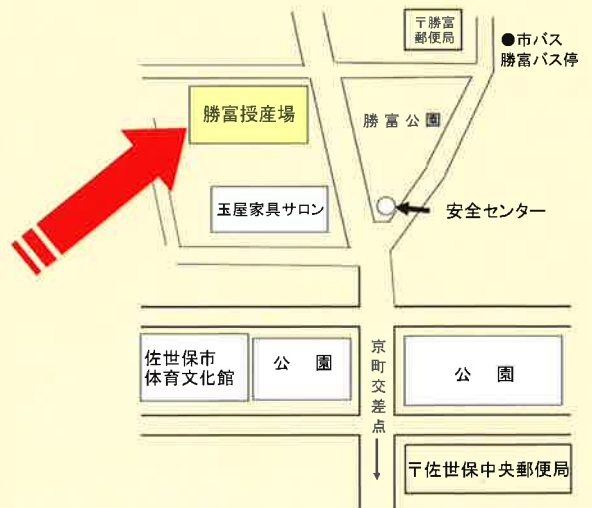 〒勝富
郵便局
●市バス
勝富バス停
勝富授産場
勝富公園
玉屋家具サロン
安全センター
佐世保市
体育文化館
公園
京町交差点
公園
〒佐世保中央郵便局